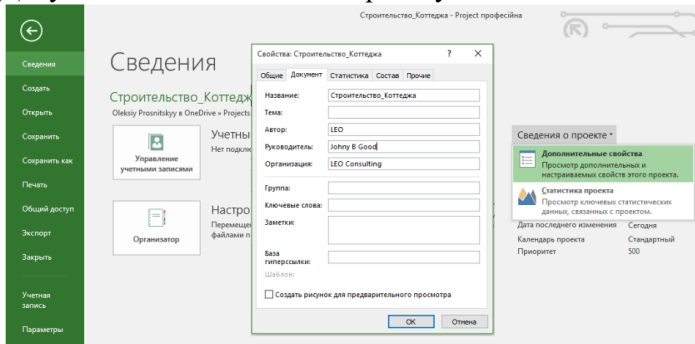 Строительство_Коттеджа - Project професійна
Сведения
Создать
Открыть
Сохранить
Сохранить как
Печать
Общий доступ
Экспорт
Закрыть
Учетная
запись
Параметры
Сведения
Строительство_Коттедж
Oleksiy Prosnitskyy в OneDrive » Projects
Управление
учетными записями
Учетны
Нет подклю
Организатор
Настро
Перемеще
файлами п
Свойства: Строительство_Коттеджа ? ×
Общие Документ Статистика Состав Прочие
Название: Строительство_Коттеджа
Тема:
Автор: LEO
Руководитель: Johny B Good
Организация: LEO Consulting
Группа:
Ключевые слова:
Заметки:
База
гиперссылки:
Шаблон:
Создать рисунок для предварительного просмотра
ОК Отмена
Сведения о проекте
Дополнительные свойства
Просмотр дополнительных и
настраиваемых свойств этого проекта.
Статистика проекта
Просмотр ключевых статистических
данных, связанных с проектом.
Дата последнего изменения Сегодня
Календарь проекта Стандартный
Приоритет 500